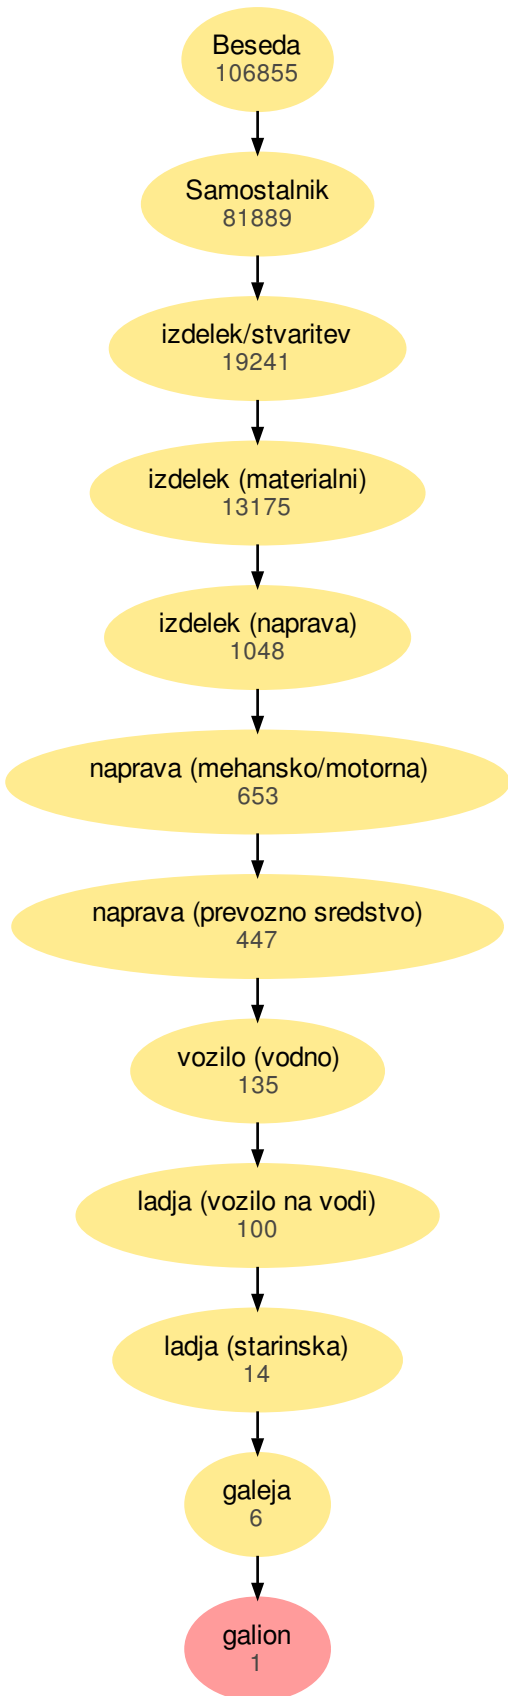 Beseda
106855
Samostalnik
81889
izdelek/stvaritev
19241
izdelek (materialni)
13175
izdelek (naprava)
1048
naprava (mehansko/motorna)
653
naprava (prevozno sredstvo)
447
vozilo (vodno)
135
ladja (vozilo na vodi)
100
ladja (starinska)
14
galeja
6
galion
1